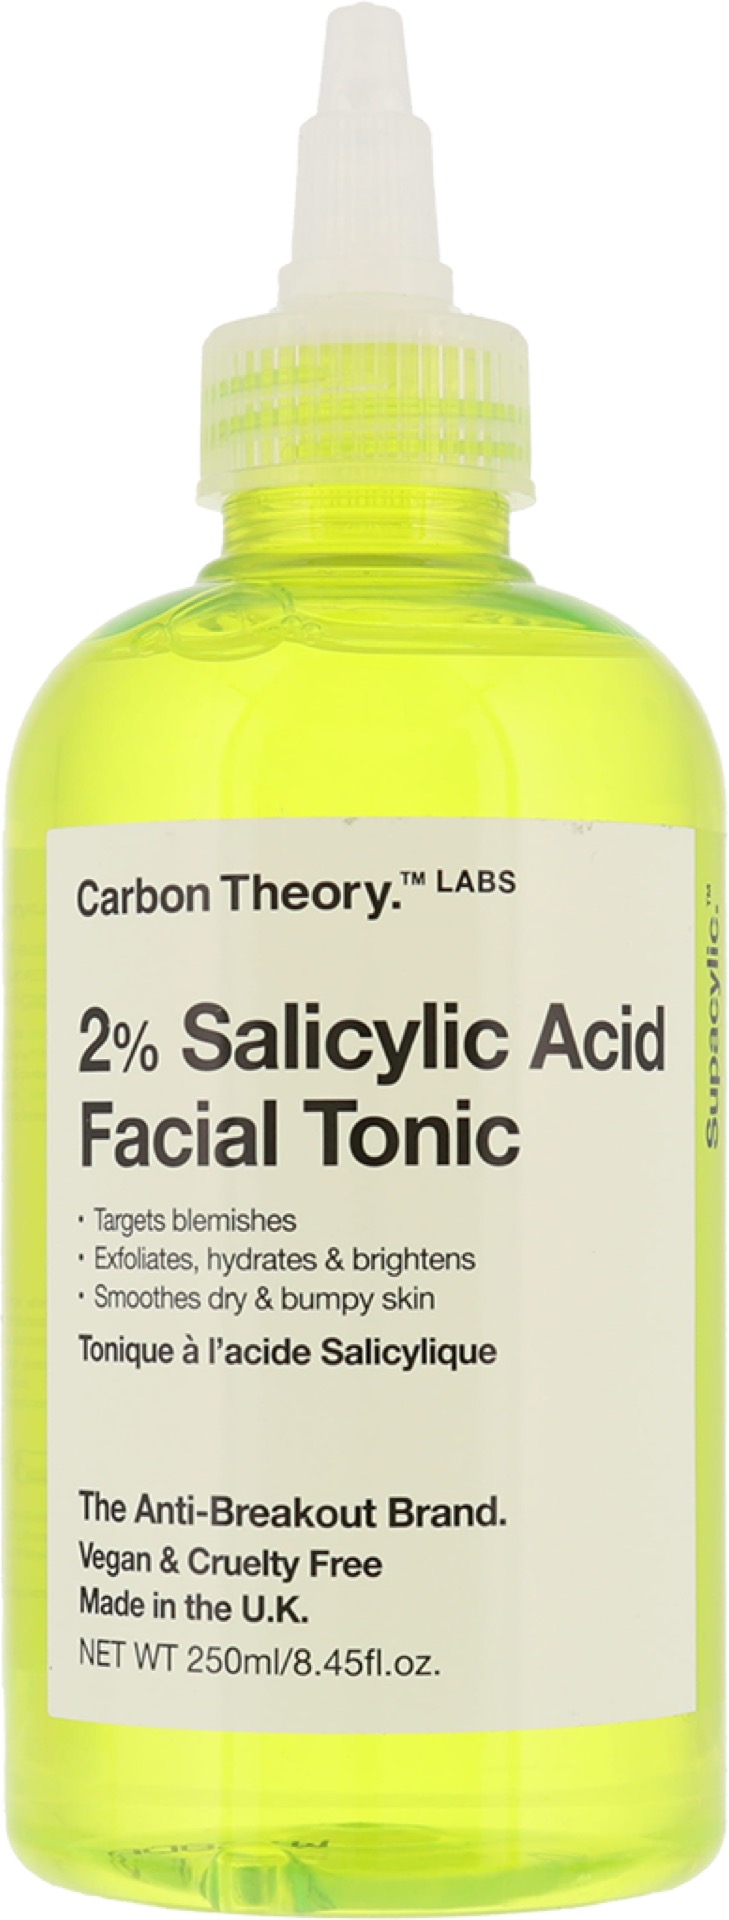 Carbon Theory.™ LABS
2% Salicylic Acid
Facial Tonic
• Targets blemishes
• Exfoliates, hydrates & brightens
• Smoothes dry & bumpy skin
Tonique à l'acide Salicylique
The Anti-Breakout Brand.
Vegan & Cruelty Free
Made in the U.K.
NET WT 250ml/8.45fl.oz.
Supacylic.™